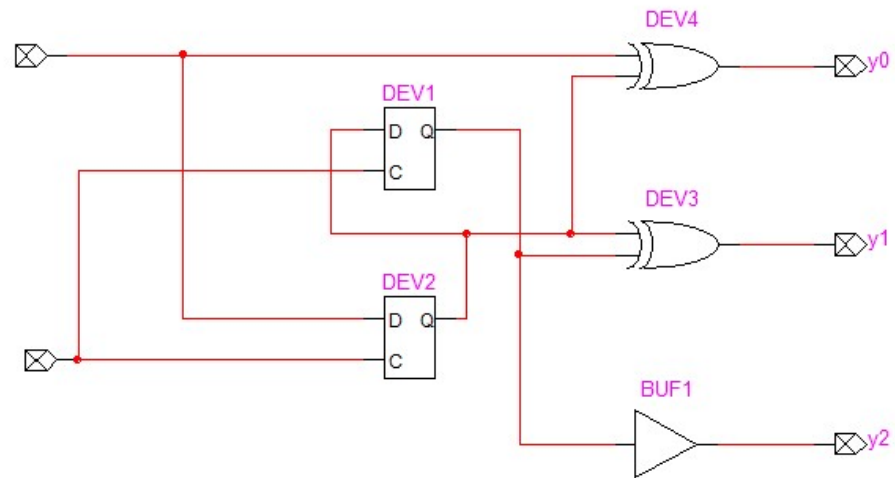 DEV4
y0
DEV1
D Q
C
DEV3
y1
DEV2
D Q
C
BUF1
y2